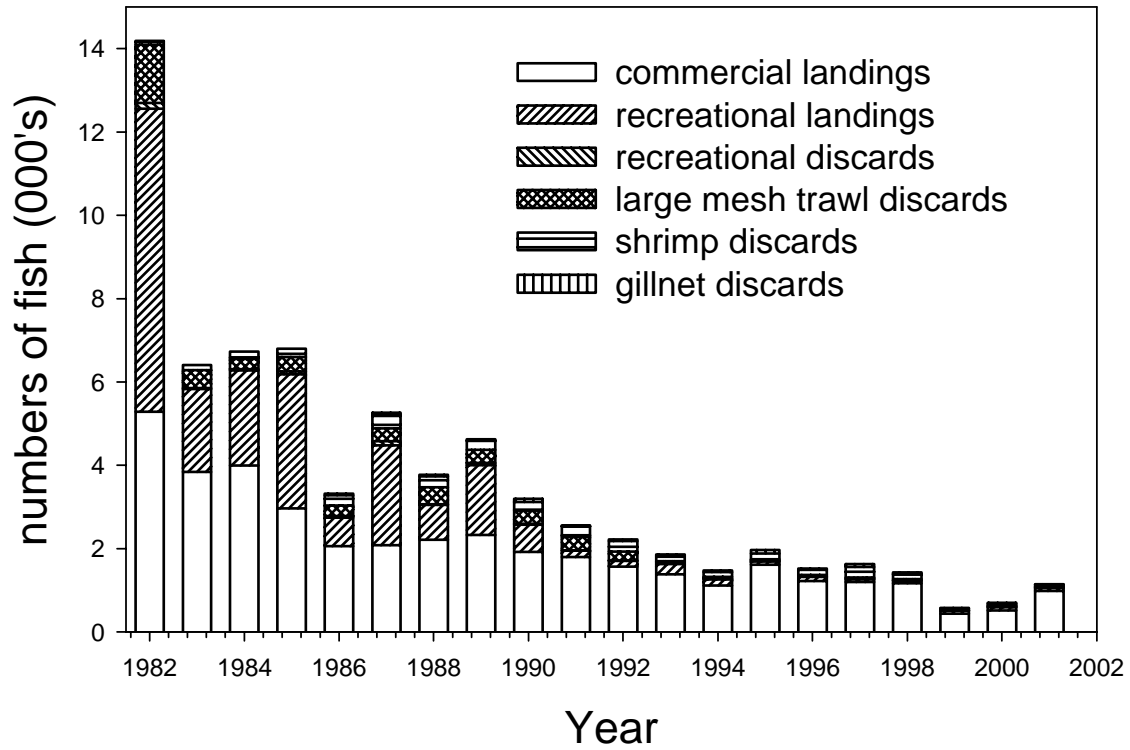 14
12
10
8
6
4
2
0
numbers of fish (000's)
commercial landings
recreational landings
recreational discards
large mesh trawl discards
shrimp discards
gillnet discards
1982 1984 1986 1988 1990 1992 1994 1996 1998 2000 2002
Year